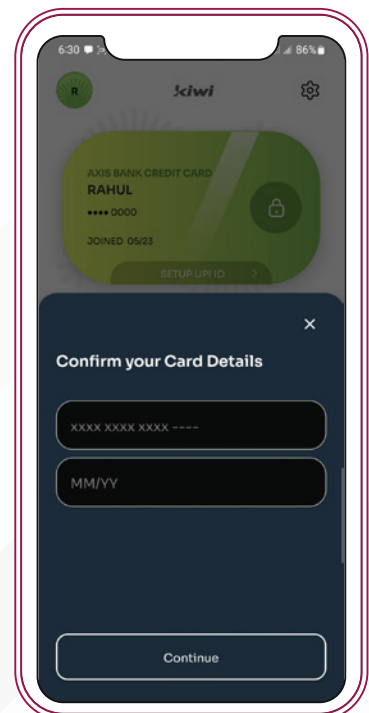 6:30
86%
R
kiwi
AXIS BANK CREDIT CARD
RAHUL
•••• 0000
JOINED 05/23
SETUP UPI ID >
×
Confirm your Card Details
xxxx xxxx xxxx ----
MM/YY
Continue